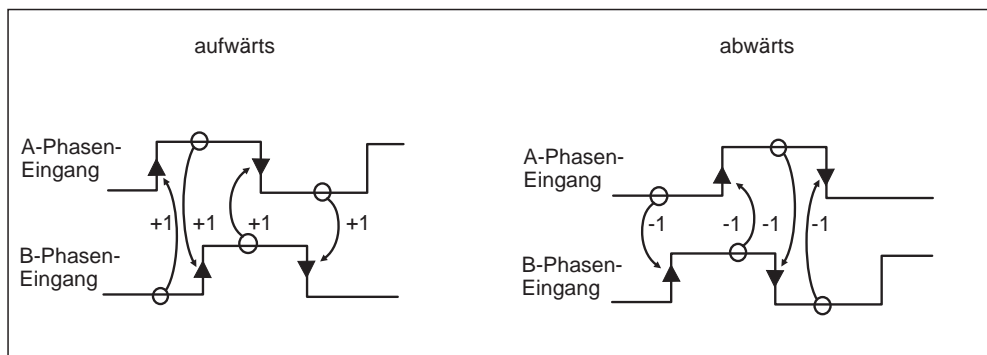 aufwärts
A-Phasen-
Eingang
+1 +1 +1 +1
B-Phasen-
Eingang
abwärts
A-Phasen-
Eingang
-1 -1 -1 -1
B-Phasen-
Eingang